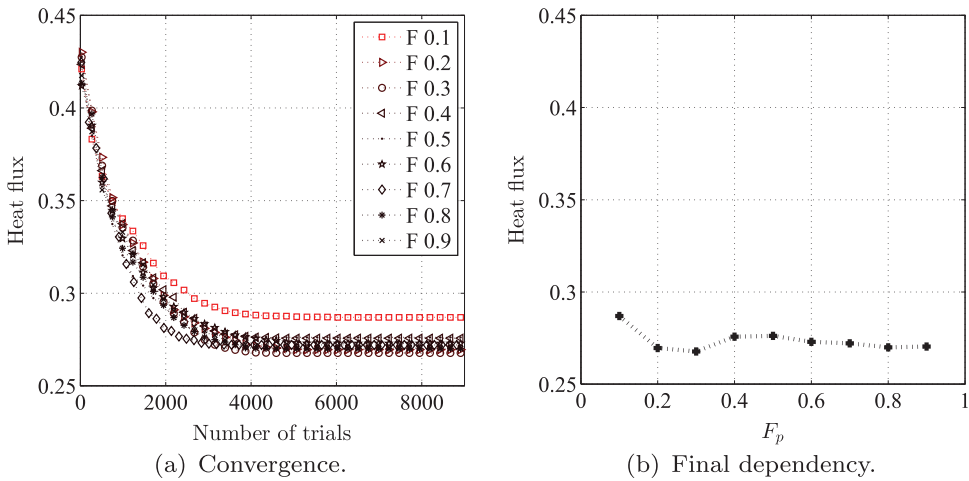 0.45
0.4
0.35
0.3
0.25
Heat flux
0
2000
4000
6000
8000
Number of trials
F 0.1
F 0.2
F 0.3
F 0.4
F 0.5
F 0.6
F 0.7
F 0.8
F 0.9
(a) Convergence.
0.45
0.4
0.35
0.3
0.25
Heat flux
0
0.2
0.4
0.6
0.8
1
F_p
(b) Final dependency.